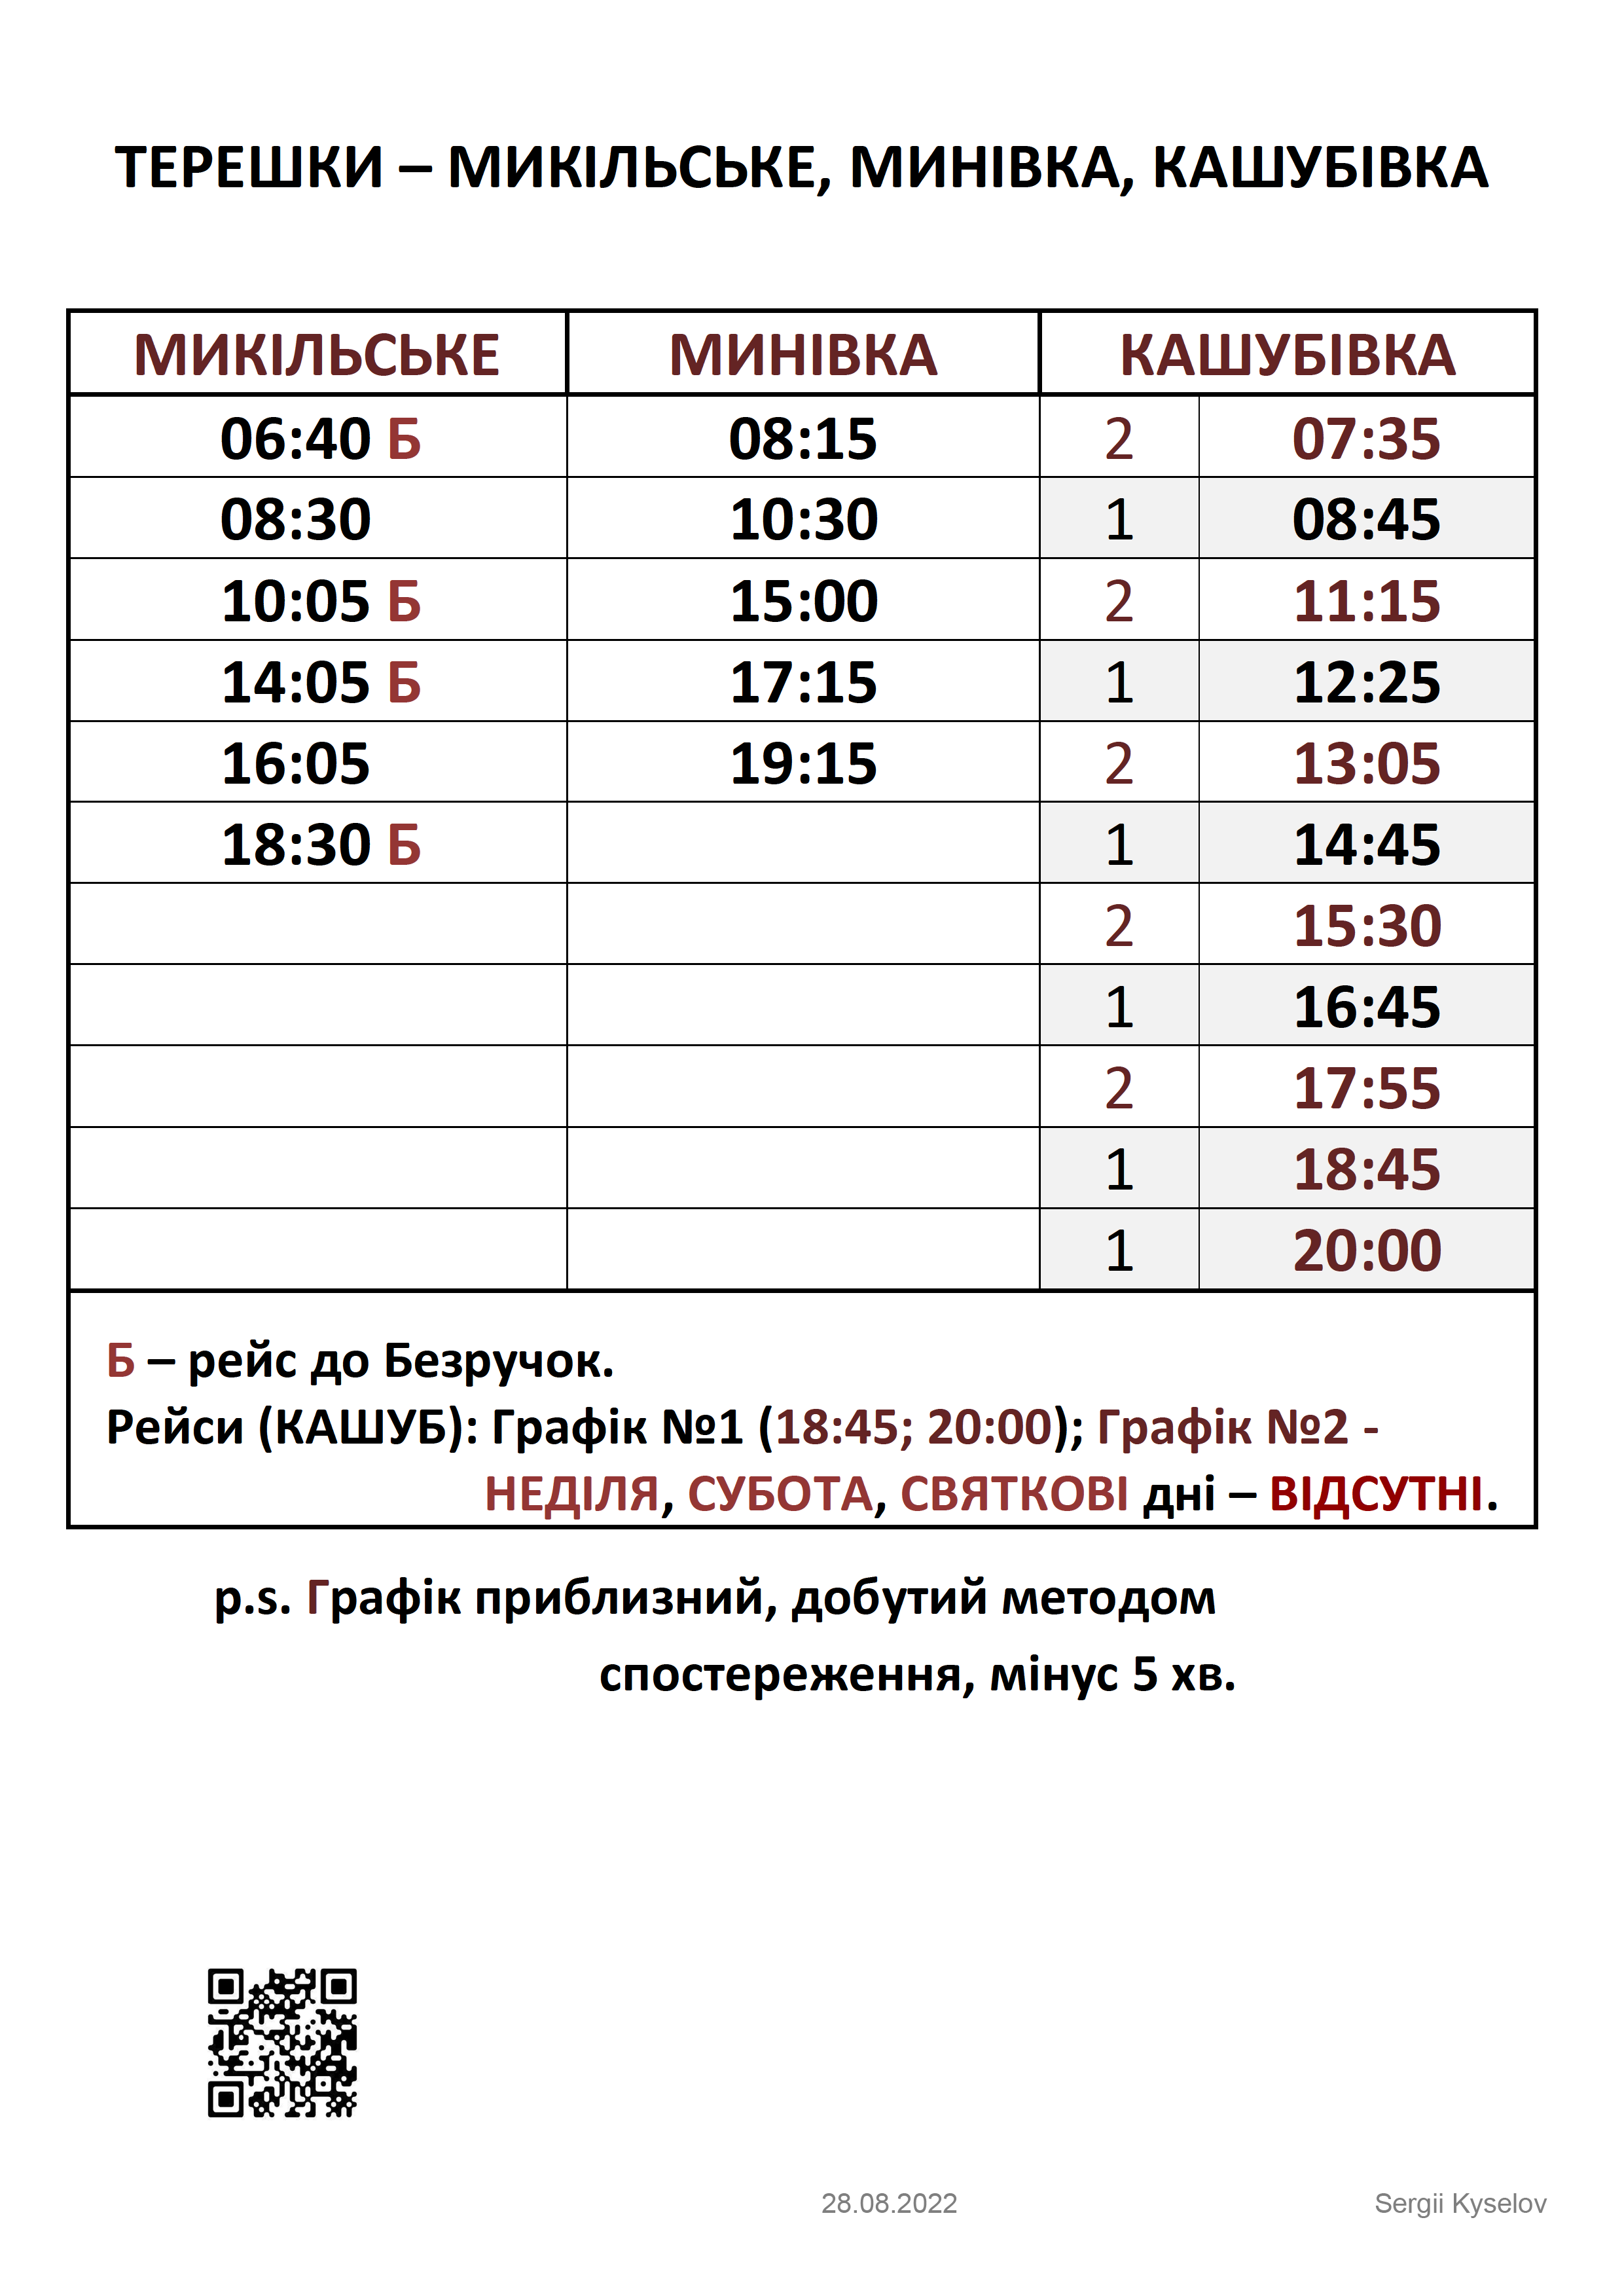 ТЕРЕШКИ – МИКІЛЬСЬКЕ, МИНІВКА, КАШУБІВКА
МИКІЛЬСЬКЕ МИНІВКА КАШУБІВКА
06:40 Б 08:15 2 07:35
08:30 10:30 1 08:45
10:05 Б 15:00 2 11:15
14:05 Б 17:15 1 12:25
16:05 19:15 2 13:05
18:30 Б 1 14:45
2 15:30
1 16:45
2 17:55
1 18:45
1 20:00
Б – рейс до Безручок.
Рейси (КАШУБ): Графік №1 (18:45; 20:00); Графік №2 -
НЕДІЛЯ, СУБОТА, СВЯТКОВІ дні – ВІДСУТНІ.
p.s. Графік приблизний, добутий методом
спостереження, мінус 5 хв.
28.08.2022 Sergii Kyselov